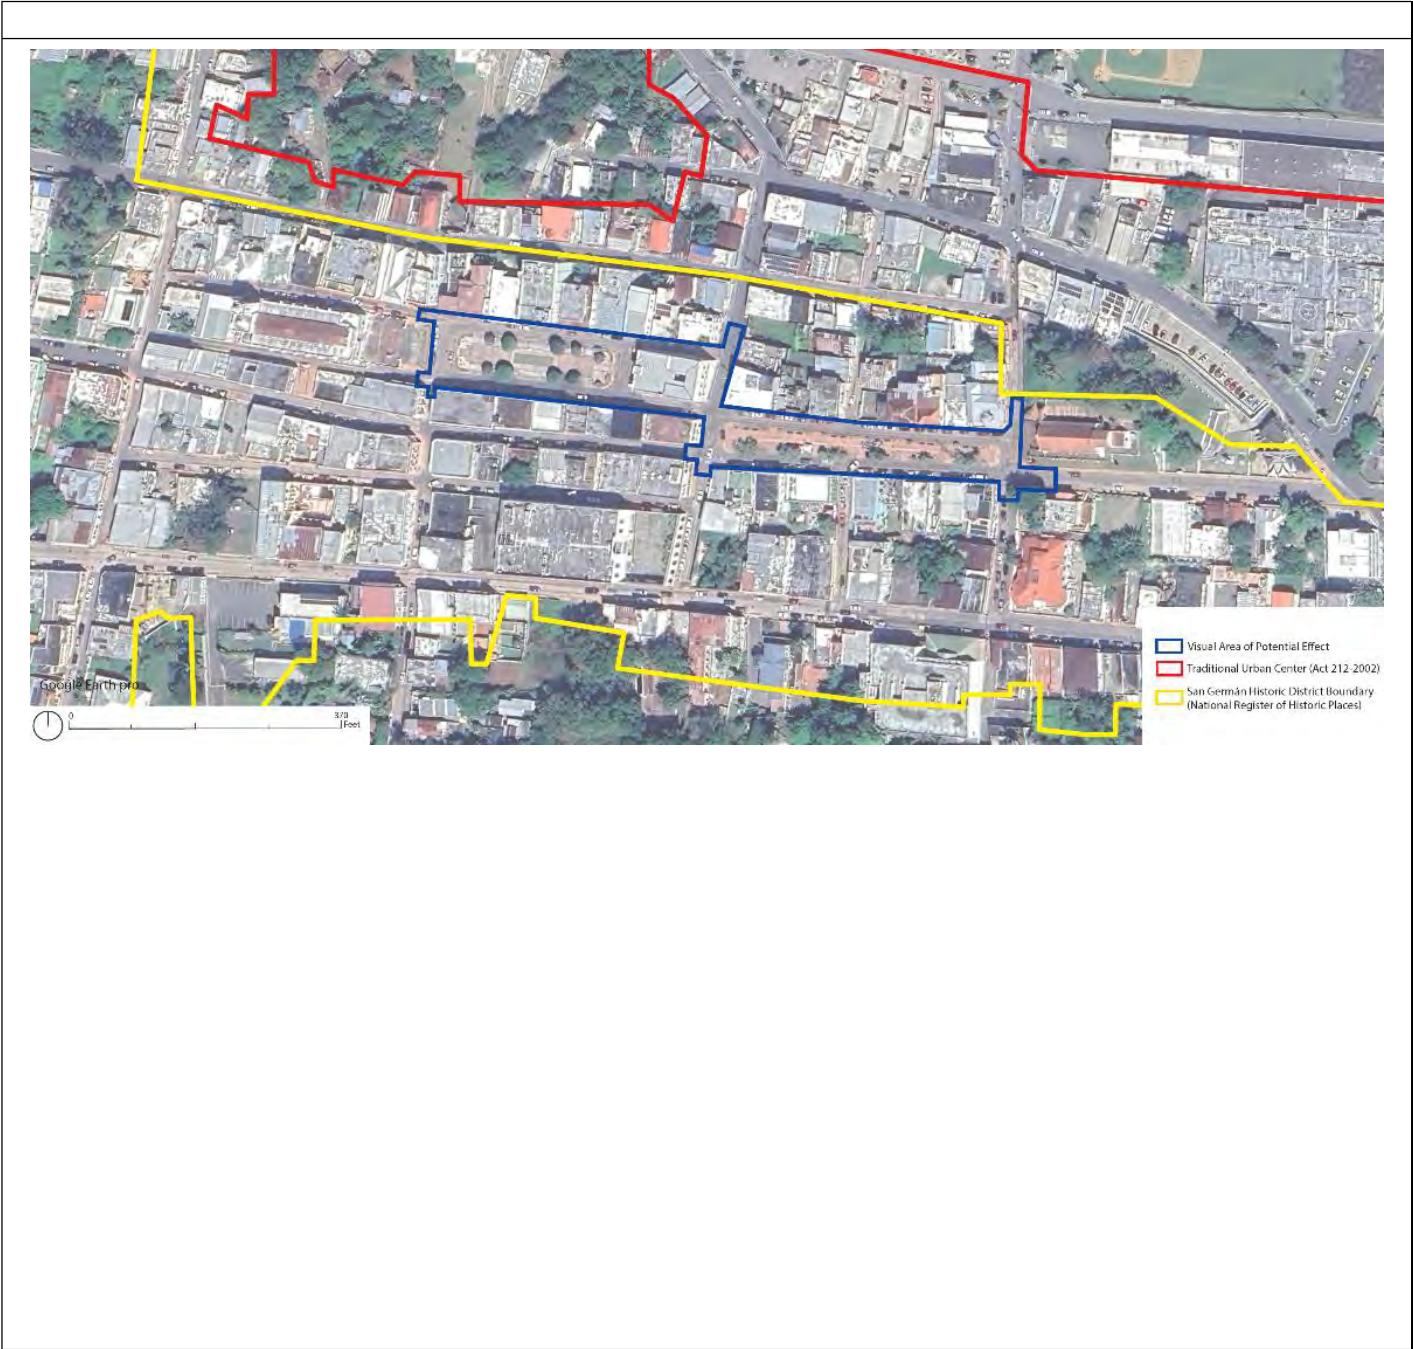 Visual Area of Potential Effect
Traditional Urban Center (Act 212-2002)
San Germán Historic District Boundary
(National Register of Historic Places)
Google Earth pro
0 370
Feet